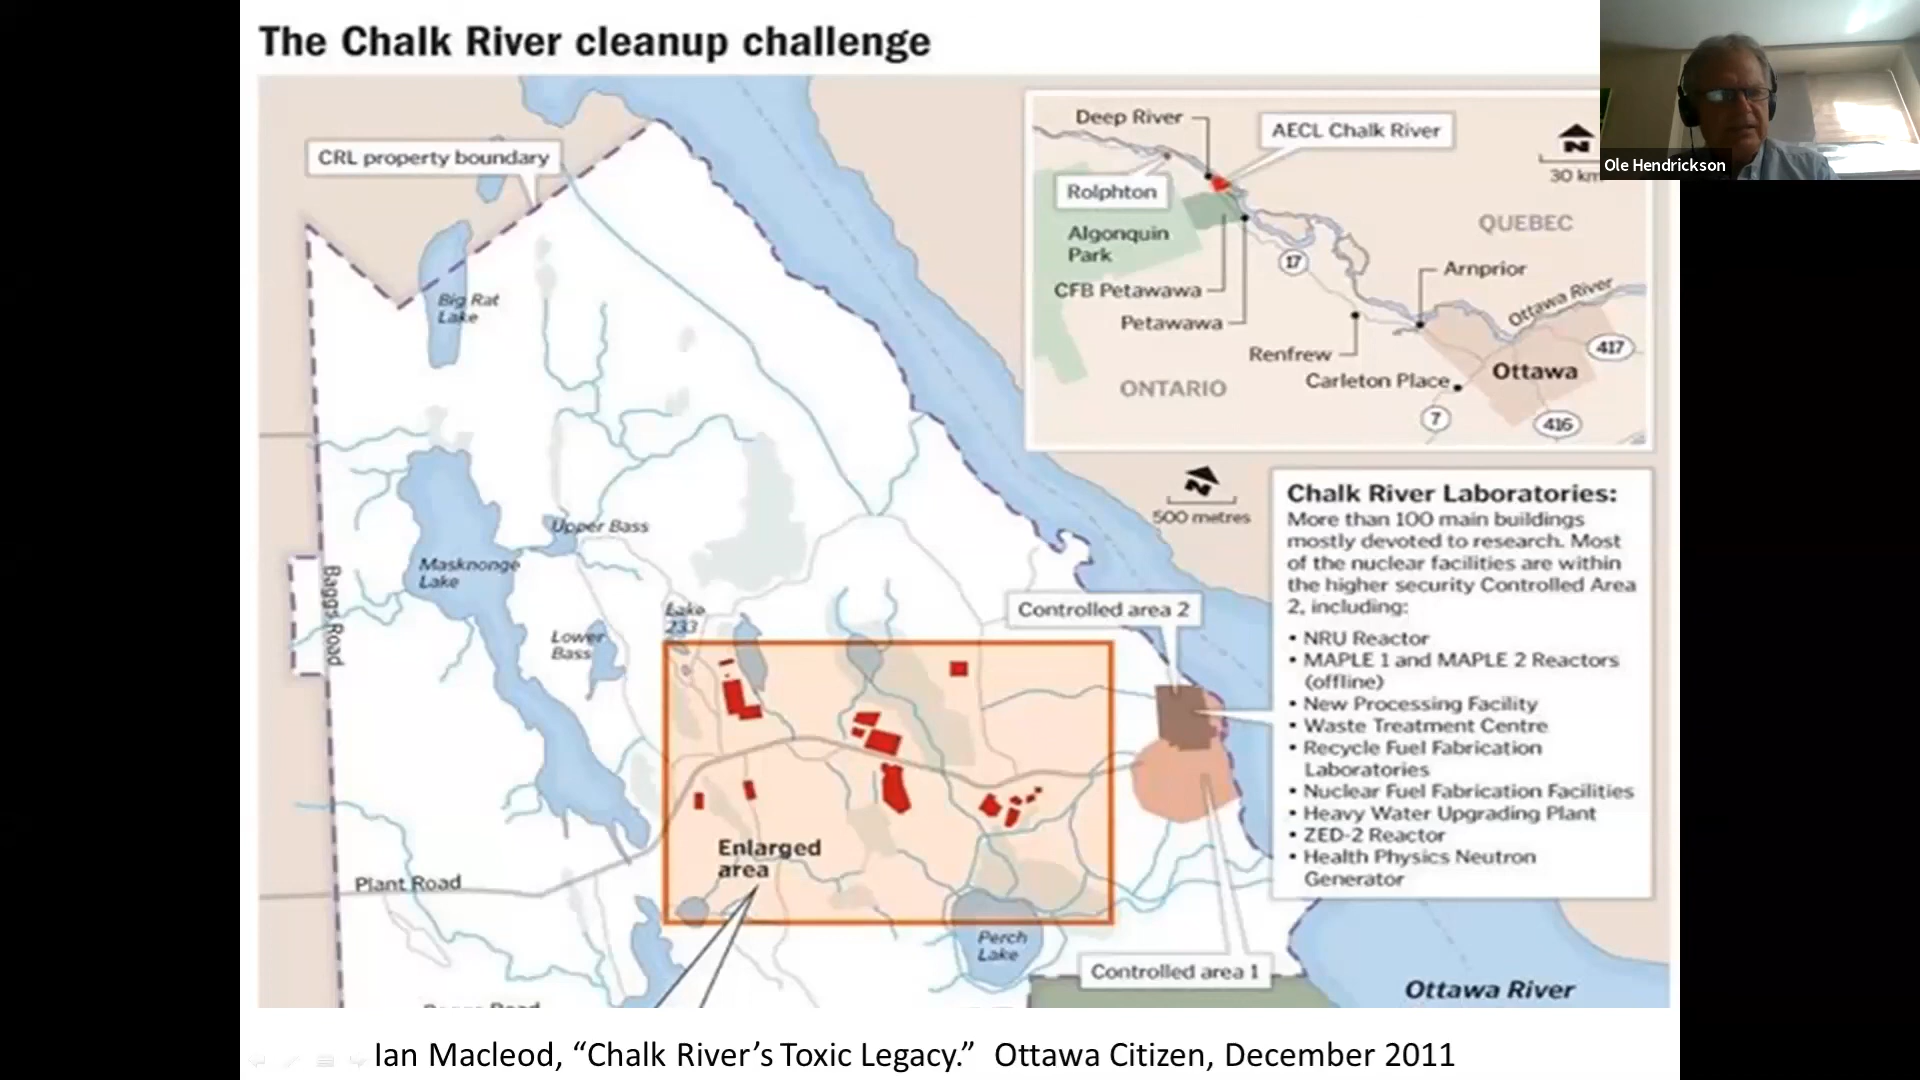 The Chalk River cleanup challenge
CRL property boundary
Big Rat
Lake
Upper Bass
Masknonge
Lake
Baggs Road
Lake
233
Lower
Bass
Enlarged
area
Plant Road
Perch
Lake
Controlled area 2
Controlled area 1
Ottawa River
N
500 metres
Deep River
AECL Chalk River
Rolphton
Algonquin
Park
CFB Petawawa
Petawawa
17
Renfrew
Arnprior
Carleton Place
Ottawa River
Ottawa
417
416
7
QUEBEC
ONTARIO
N
30 km
Chalk River Laboratories:
More than 100 main buildings
mostly devoted to research. Most
of the nuclear facilities are within
the higher security Controlled Area
2, including:
• NRU Reactor
• MAPLE 1 and MAPLE 2 Reactors
(offline)
• New Processing Facility
• Waste Treatment Centre
• Recycle Fuel Fabrication
Laboratories
• Nuclear Fuel Fabrication Facilities
• Heavy Water Upgrading Plant
• ZED-2 Reactor
• Health Physics Neutron
Generator
Ole Hendrickson
Ian Macleod, “Chalk River’s Toxic Legacy.” Ottawa Citizen, December 2011